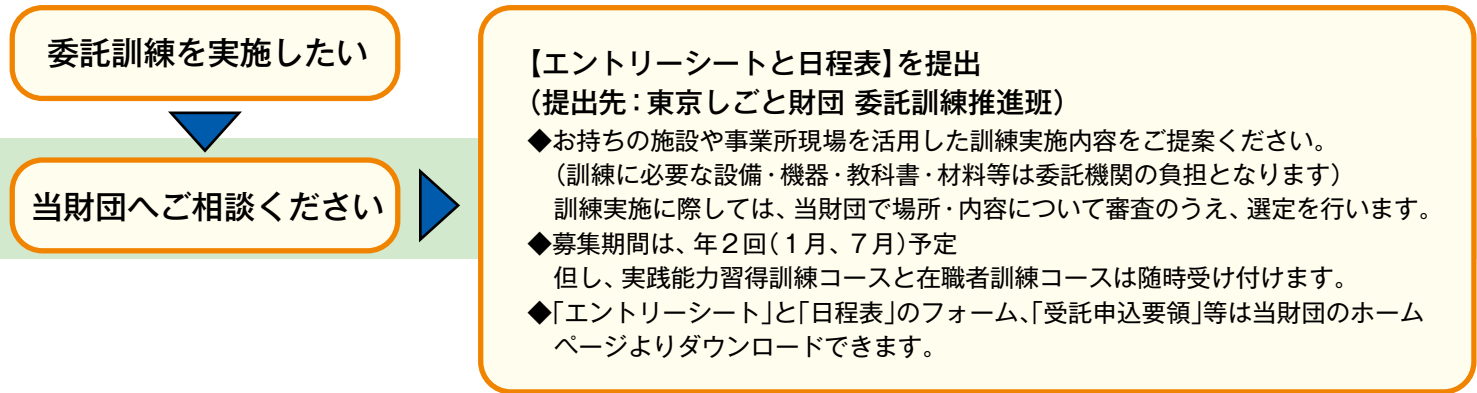 委託訓練を実施したい
当財団へご相談ください
【エントリーシートと日程表】を提出
（提出先：東京しごと財団 委託訓練推進班）
◆お持ちの施設や事業所現場を活用した訓練実施内容をご提案ください。
（訓練に必要な設備・機器・教科書・材料等は委託機関の負担となります）
訓練実施に際しては、当財団で場所・内容について審査のうえ、選定を行います。
◆募集期間は、年２回（１月、７月）予定
但し、実践能力習得訓練コースと在職者訓練コースは随時受け付けます。
◆「エントリーシート」と「日程表」のフォーム、「受託申込要領」等は当財団のホーム
ページよりダウンロードできます。